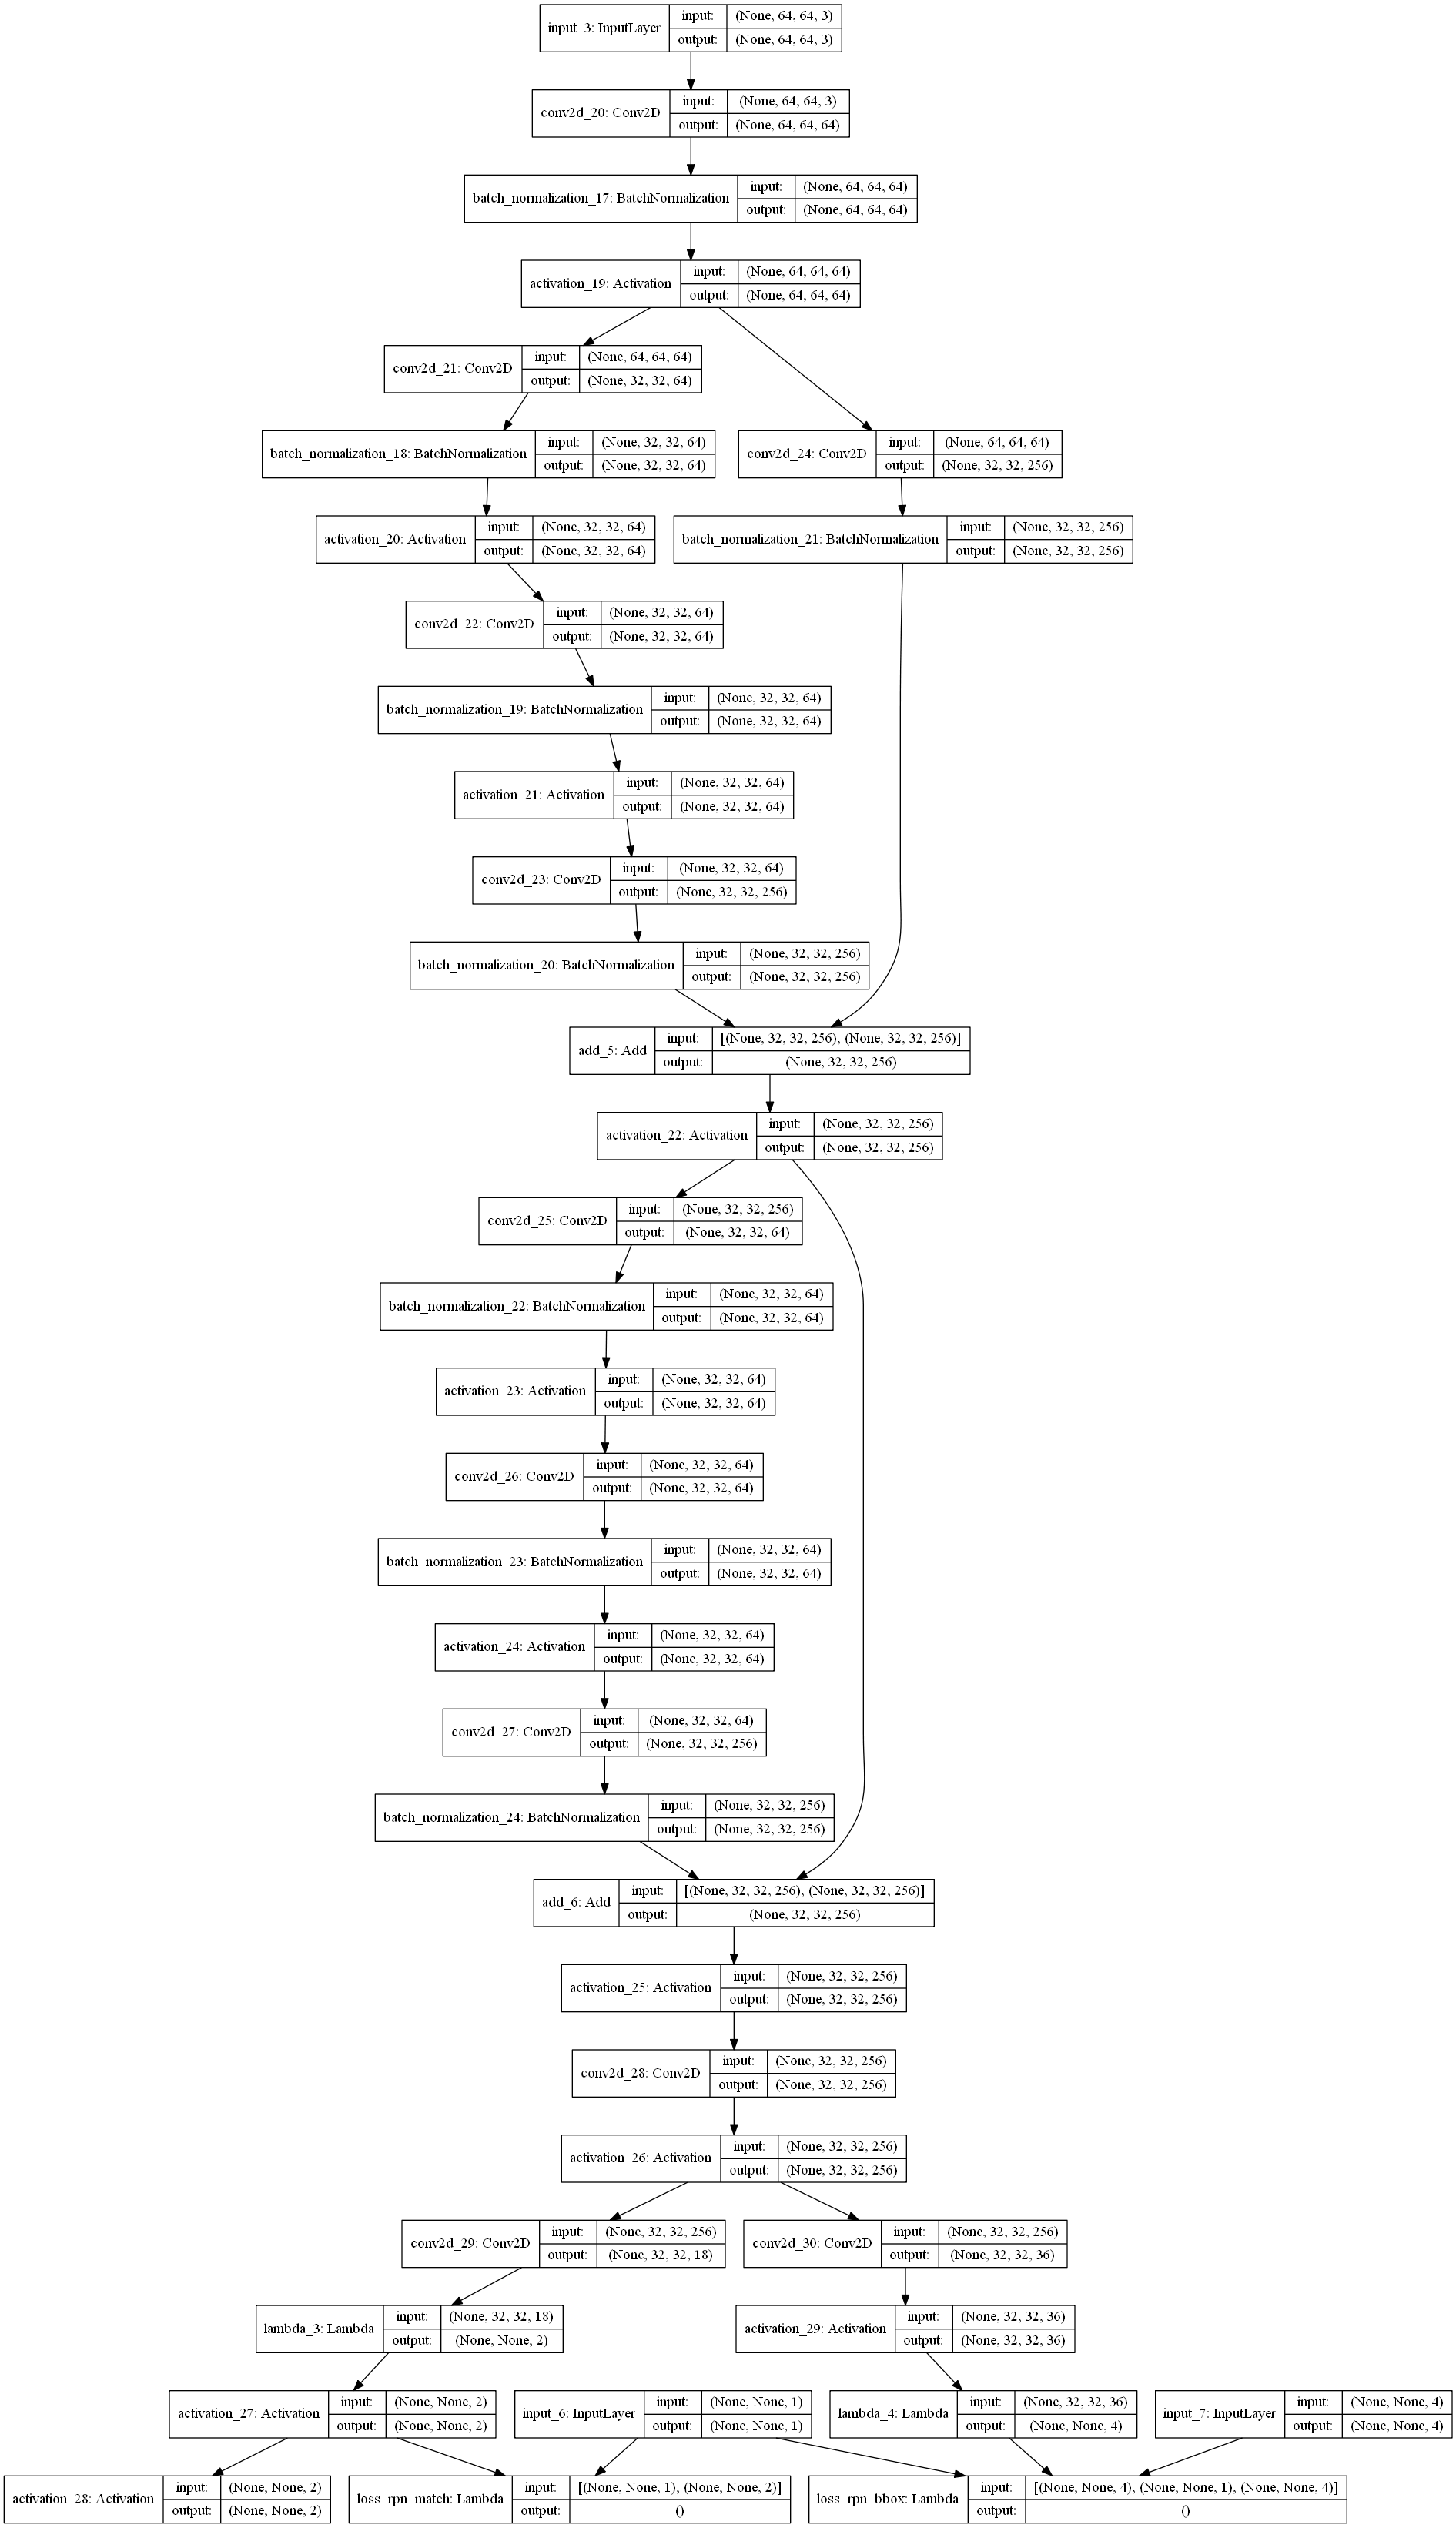 input_3: InputLayer input: (None, 64, 64, 3)
output: (None, 64, 64, 3)
conv2d_20: Conv2D input: (None, 64, 64, 3)
output: (None, 64, 64, 64)
batch_normalization_17: BatchNormalization input: (None, 64, 64, 64)
output: (None, 64, 64, 64)
activation_19: Activation input: (None, 64, 64, 64)
output: (None, 64, 64, 64)
conv2d_21: Conv2D input: (None, 64, 64, 64)
output: (None, 32, 32, 64)
batch_normalization_18: BatchNormalization input: (None, 32, 32, 64)
output: (None, 32, 32, 64)
conv2d_24: Conv2D input: (None, 64, 64, 64)
output: (None, 32, 32, 256)
activation_20: Activation input: (None, 32, 32, 64)
output: (None, 32, 32, 64)
batch_normalization_21: BatchNormalization input: (None, 32, 32, 256)
output: (None, 32, 32, 256)
conv2d_22: Conv2D input: (None, 32, 32, 64)
output: (None, 32, 32, 64)
batch_normalization_19: BatchNormalization input: (None, 32, 32, 64)
output: (None, 32, 32, 64)
activation_21: Activation input: (None, 32, 32, 64)
output: (None, 32, 32, 64)
conv2d_23: Conv2D input: (None, 32, 32, 64)
output: (None, 32, 32, 256)
batch_normalization_20: BatchNormalization input: (None, 32, 32, 256)
output: (None, 32, 32, 256)
add_5: Add input: [(None, 32, 32, 256), (None, 32, 32, 256)]
output: (None, 32, 32, 256)
activation_22: Activation input: (None, 32, 32, 256)
output: (None, 32, 32, 256)
conv2d_25: Conv2D input: (None, 32, 32, 256)
output: (None, 32, 32, 64)
batch_normalization_22: BatchNormalization input: (None, 32, 32, 64)
output: (None, 32, 32, 64)
activation_23: Activation input: (None, 32, 32, 64)
output: (None, 32, 32, 64)
conv2d_26: Conv2D input: (None, 32, 32, 64)
output: (None, 32, 32, 64)
batch_normalization_23: BatchNormalization input: (None, 32, 32, 64)
output: (None, 32, 32, 64)
activation_24: Activation input: (None, 32, 32, 64)
output: (None, 32, 32, 64)
conv2d_27: Conv2D input: (None, 32, 32, 64)
output: (None, 32, 32, 256)
batch_normalization_24: BatchNormalization input: (None, 32, 32, 256)
output: (None, 32, 32, 256)
add_6: Add input: [(None, 32, 32, 256), (None, 32, 32, 256)]
output: (None, 32, 32, 256)
activation_25: Activation input: (None, 32, 32, 256)
output: (None, 32, 32, 256)
conv2d_28: Conv2D input: (None, 32, 32, 256)
output: (None, 32, 32, 256)
activation_26: Activation input: (None, 32, 32, 256)
output: (None, 32, 32, 256)
conv2d_29: Conv2D input: (None, 32, 32, 256)
output: (None, 32, 32, 18)
conv2d_30: Conv2D input: (None, 32, 32, 256)
output: (None, 32, 32, 36)
lambda_3: Lambda input: (None, 32, 32, 18)
output: (None, None, 2)
activation_29: Activation input: (None, 32, 32, 36)
output: (None, 32, 32, 36)
activation_27: Activation input: (None, None, 2)
output: (None, None, 2)
input_6: InputLayer input: (None, None, 1)
output: (None, None, 1)
lambda_4: Lambda input: (None, 32, 32, 36)
output: (None, None, 4)
input_7: InputLayer input: (None, None, 4)
output: (None, None, 4)
activation_28: Activation input: (None, None, 2)
output: (None, None, 2)
loss_rpn_match: Lambda input: [(None, None, 1), (None, None, 2)]
output: ()
loss_rpn_bbox: Lambda input: [(None, None, 4), (None, None, 1), (None, None, 4)]
output: ()